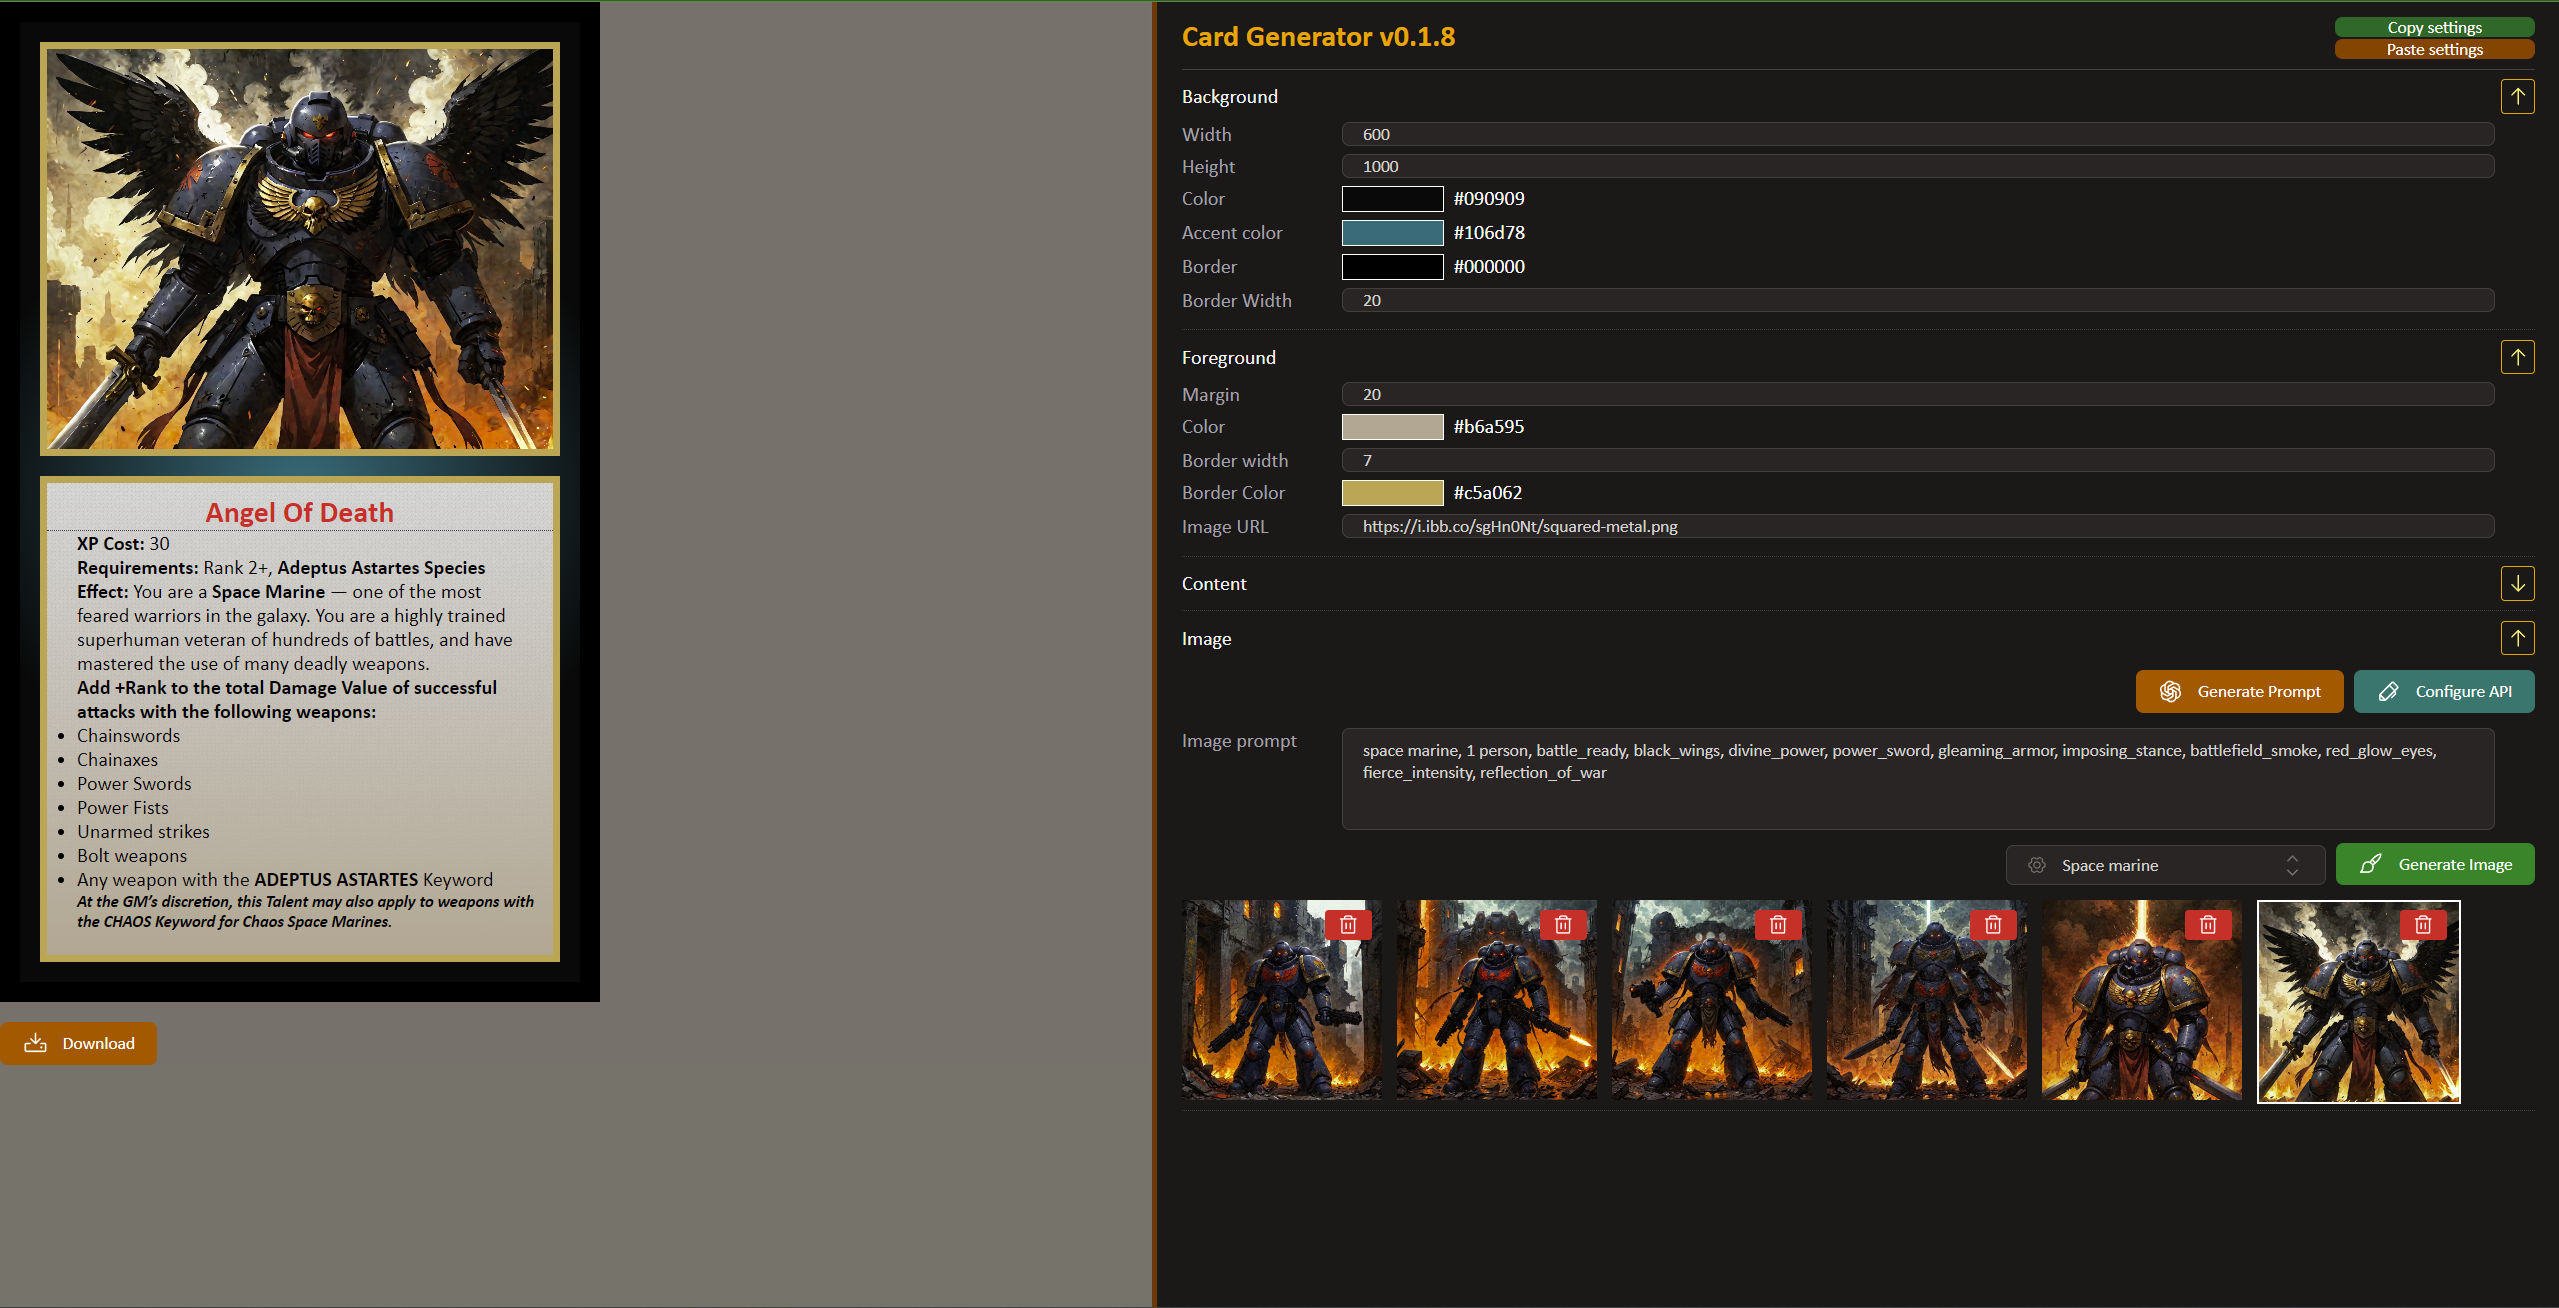 Angel Of Death
XP Cost: 30
Requirements: Rank 2+, Adeptus Astartes Species
Effect: You are a Space Marine — one of the most
feared warriors in the galaxy. You are a highly trained
superhuman veteran of hundreds of battles, and have
mastered the use of many deadly weapons.
Add +Rank to the total Damage Value of successful
attacks with the following weapons:
• Chainswords
• Chainaxes
• Power Swords
• Power Fists
• Unarmed strikes
• Bolt weapons
• Any weapon with the ADEPTUS ASTARTES Keyword
At the GM’s discretion, this Talent may also apply to weapons with
the CHAOS Keyword for Chaos Space Marines.
Download
Card Generator v0.1.8
Copy settings
Paste settings
Background
Width 600
Height 1000
Color #090909
Accent color #106d78
Border #000000
Border Width 20
Foreground
Margin 20
Color #b6a595
Border width 7
Border Color #c5a062
Image URL https://i.ibb.co/sgHn0Nt/squared-metal.png
Content
Image
Generate Prompt
Configure API
Image prompt
space marine, 1 person, battle_ready, black_wings, divine_power, power_sword, gleaming_armor, imposing_stance, battlefield_smoke, red_glow_eyes,
fierce_intensity, reflection_of_war
Space marine
Generate Image